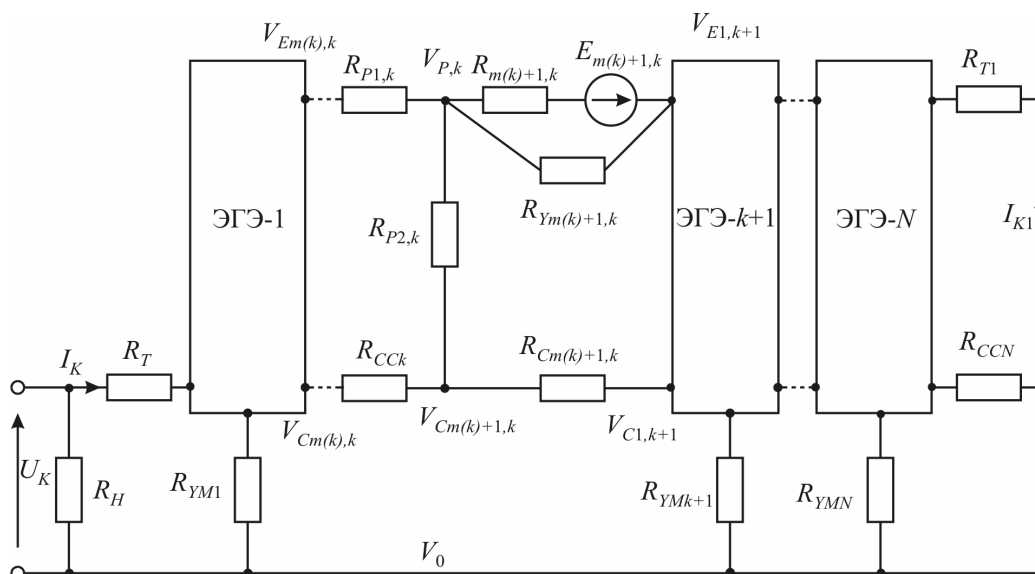 V_{Em(k),k}
V_{P,k}
V_{E1,k+1}
R_{P1,k}
R_{m(k)+1,k}
E_{m(k)+1,k}
R_{T1}
ЭГЭ-1
R_{P2,k}
R_{Ym(k)+1,k}
ЭГЭ-k+1
ЭГЭ-N
I_{K1}
I_K
R_T
R_{CCk}
R_{Cm(k)+1,k}
R_{CCN}
V_{Cm(k),k}
V_{Cm(k)+1,k}
V_{C1,k+1}
U_K
R_H
R_{YM1}
R_{YMk+1}
R_{YMN}
V_0